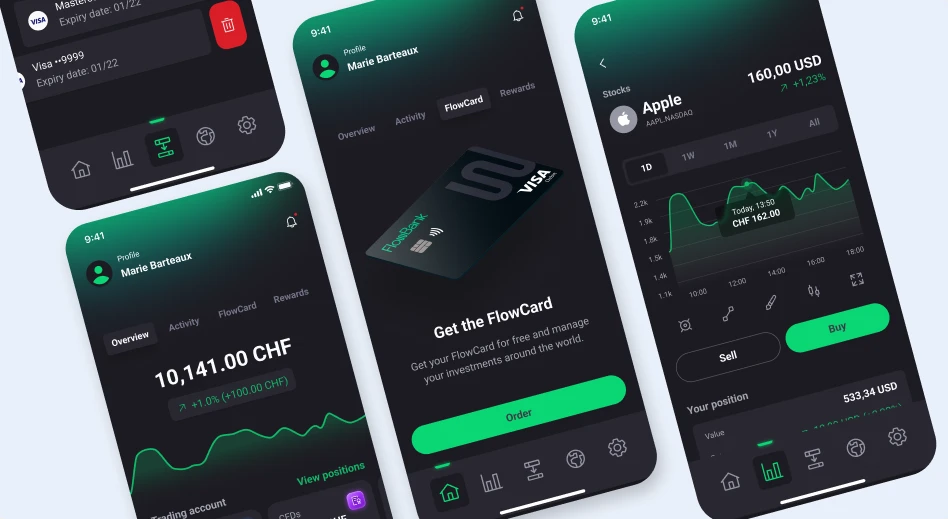 Masterc
Expiry date: 01/22
VISA
Visa ••9999
Expiry date: 01/22
9:41
Profile
Marie Barteaux
Overview
Activity
FlowCard
Rewards
10,141.00 CHF
+1.0% (+100.00 CHF)
Trading account
View positions
CFDs
9:41
Profile
Marie Barteaux
Overview
Activity
FlowCard
Rewards
FlowBank
VISA
Get the FlowCard
Get your FlowCard for free and manage
your investments around the world.
Order
9:41
Stocks
Apple
AAPL.NASDAQ
160,00 USD
+1,23%
1D
1W
1M
1Y
All
2.2k
1.9k
1.8k
1.5k
1.4k
1.1k
Today, 13:50
CHF 162.00
10:00
12:00
14:00
16:00
18:00
Sell
Buy
Your position
Value
533,34 USD